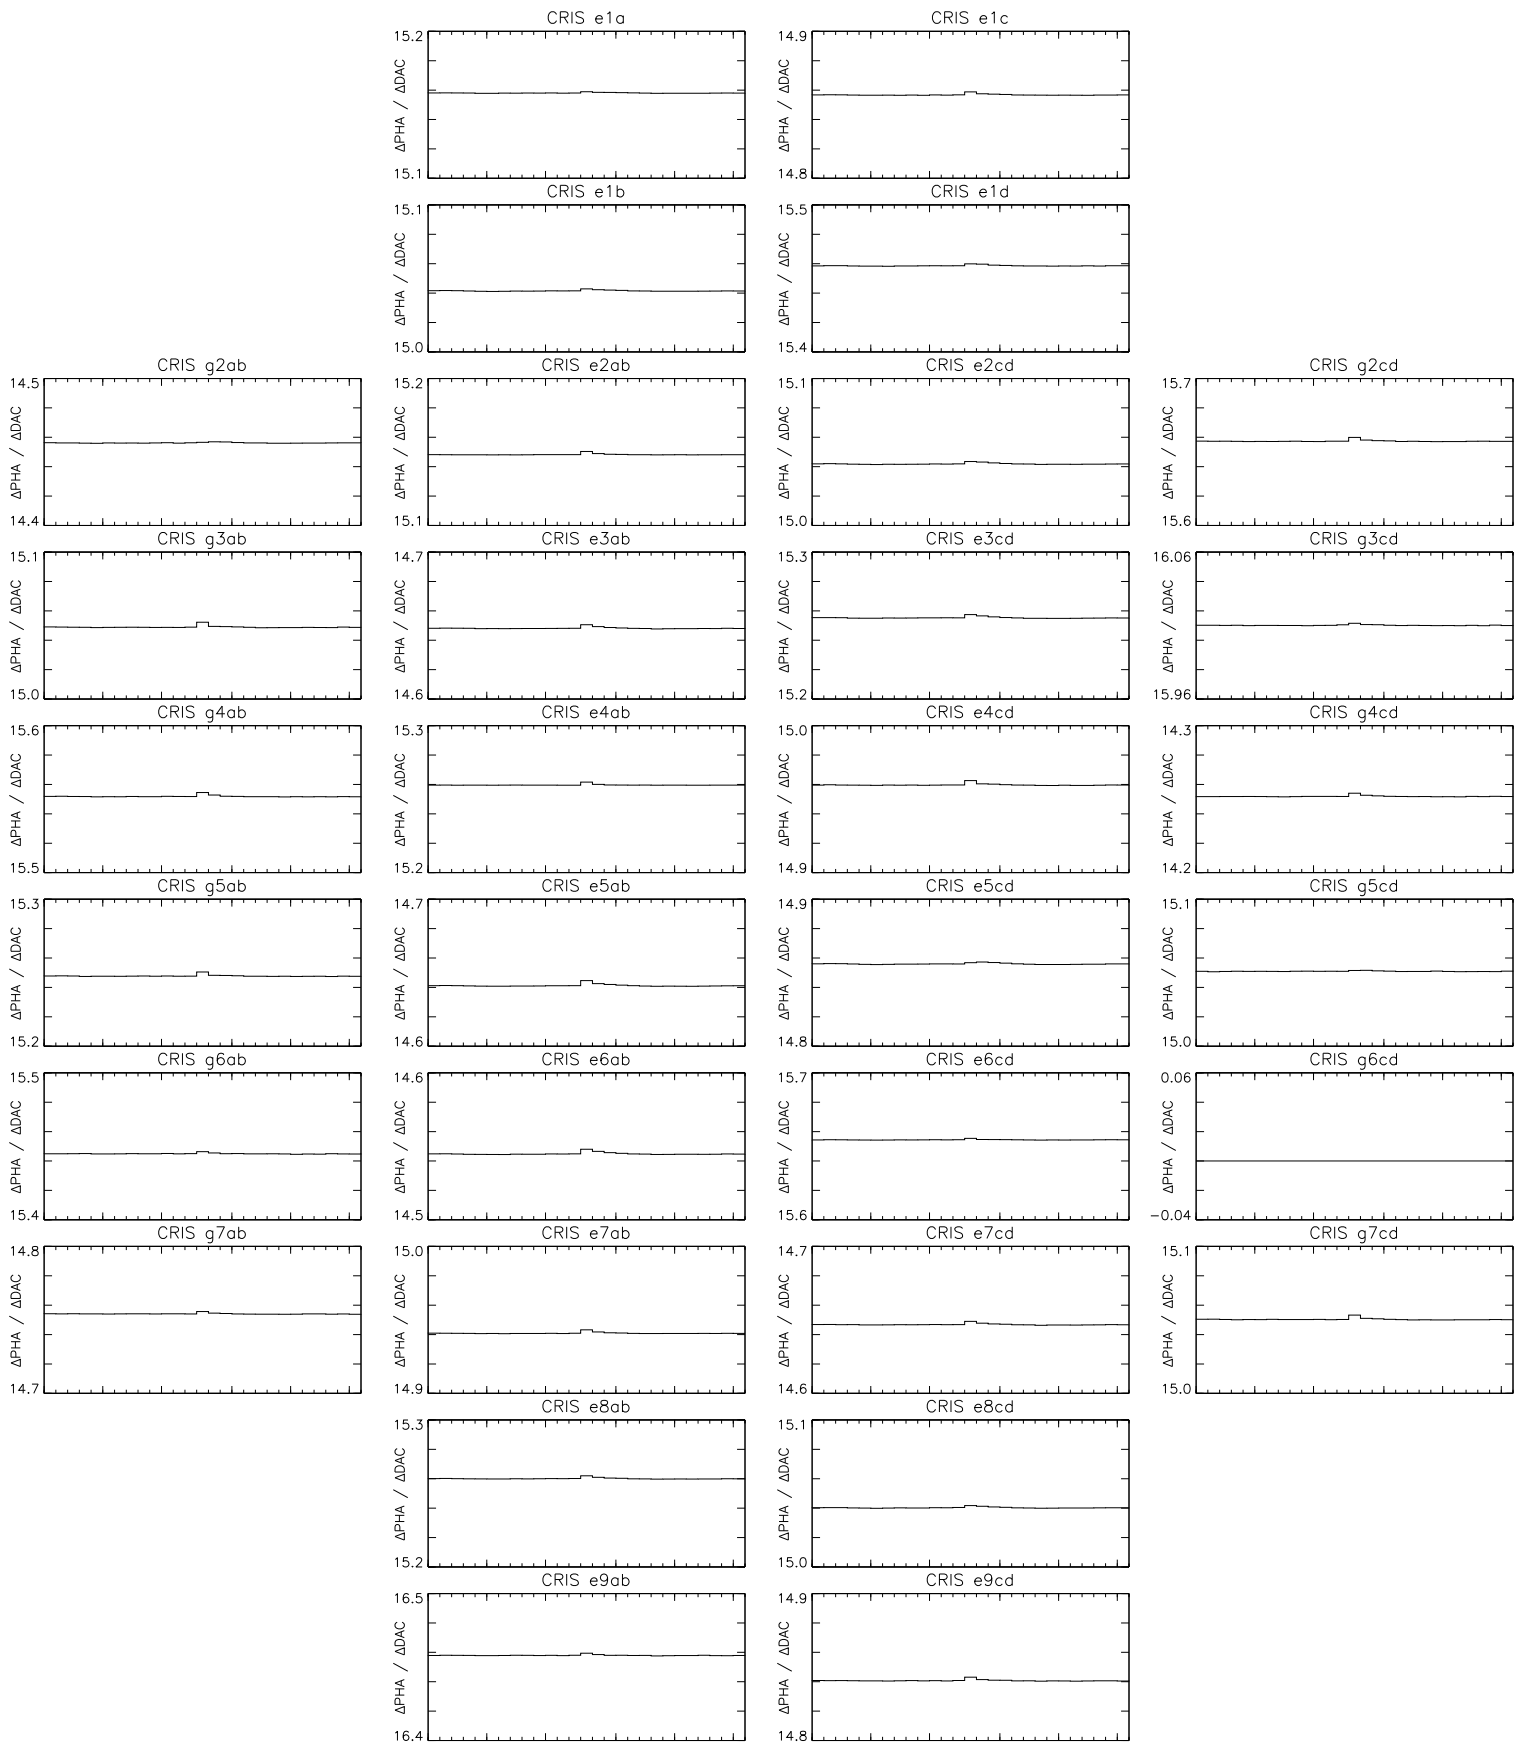 CRIS e1a
15.2
ΔPHA / ΔDAC
15.1
CRIS e1c
14.9
ΔPHA / ΔDAC
14.8
CRIS e1b
15.1
ΔPHA / ΔDAC
15.0
CRIS e1d
15.5
ΔPHA / ΔDAC
15.4
CRIS g2ab
14.5
ΔPHA / ΔDAC
14.4
CRIS e2ab
15.2
ΔPHA / ΔDAC
15.1
CRIS e2cd
15.1
ΔPHA / ΔDAC
15.0
CRIS g2cd
15.7
ΔPHA / ΔDAC
15.6
CRIS g3ab
15.1
ΔPHA / ΔDAC
15.0
CRIS e3ab
14.7
ΔPHA / ΔDAC
14.6
CRIS e3cd
15.3
ΔPHA / ΔDAC
15.2
CRIS g3cd
16.06
ΔPHA / ΔDAC
15.96
CRIS g4ab
15.6
ΔPHA / ΔDAC
15.5
CRIS e4ab
15.3
ΔPHA / ΔDAC
15.2
CRIS e4cd
15.0
ΔPHA / ΔDAC
14.9
CRIS g4cd
14.3
ΔPHA / ΔDAC
14.2
CRIS g5ab
15.3
ΔPHA / ΔDAC
15.2
CRIS e5ab
14.7
ΔPHA / ΔDAC
14.6
CRIS e5cd
14.9
ΔPHA / ΔDAC
14.8
CRIS g5cd
15.1
ΔPHA / ΔDAC
15.0
CRIS g6ab
15.5
ΔPHA / ΔDAC
15.4
CRIS e6ab
14.6
ΔPHA / ΔDAC
14.5
CRIS e6cd
15.7
ΔPHA / ΔDAC
15.6
CRIS g6cd
0.06
ΔPHA / ΔDAC
−0.04
CRIS g7ab
14.8
ΔPHA / ΔDAC
14.7
CRIS e7ab
15.0
ΔPHA / ΔDAC
14.9
CRIS e7cd
14.7
ΔPHA / ΔDAC
14.6
CRIS g7cd
15.1
ΔPHA / ΔDAC
15.0
CRIS e8ab
15.3
ΔPHA / ΔDAC
15.2
CRIS e8cd
15.1
ΔPHA / ΔDAC
15.0
CRIS e9ab
16.5
ΔPHA / ΔDAC
16.4
CRIS e9cd
14.9
ΔPHA / ΔDAC
14.8